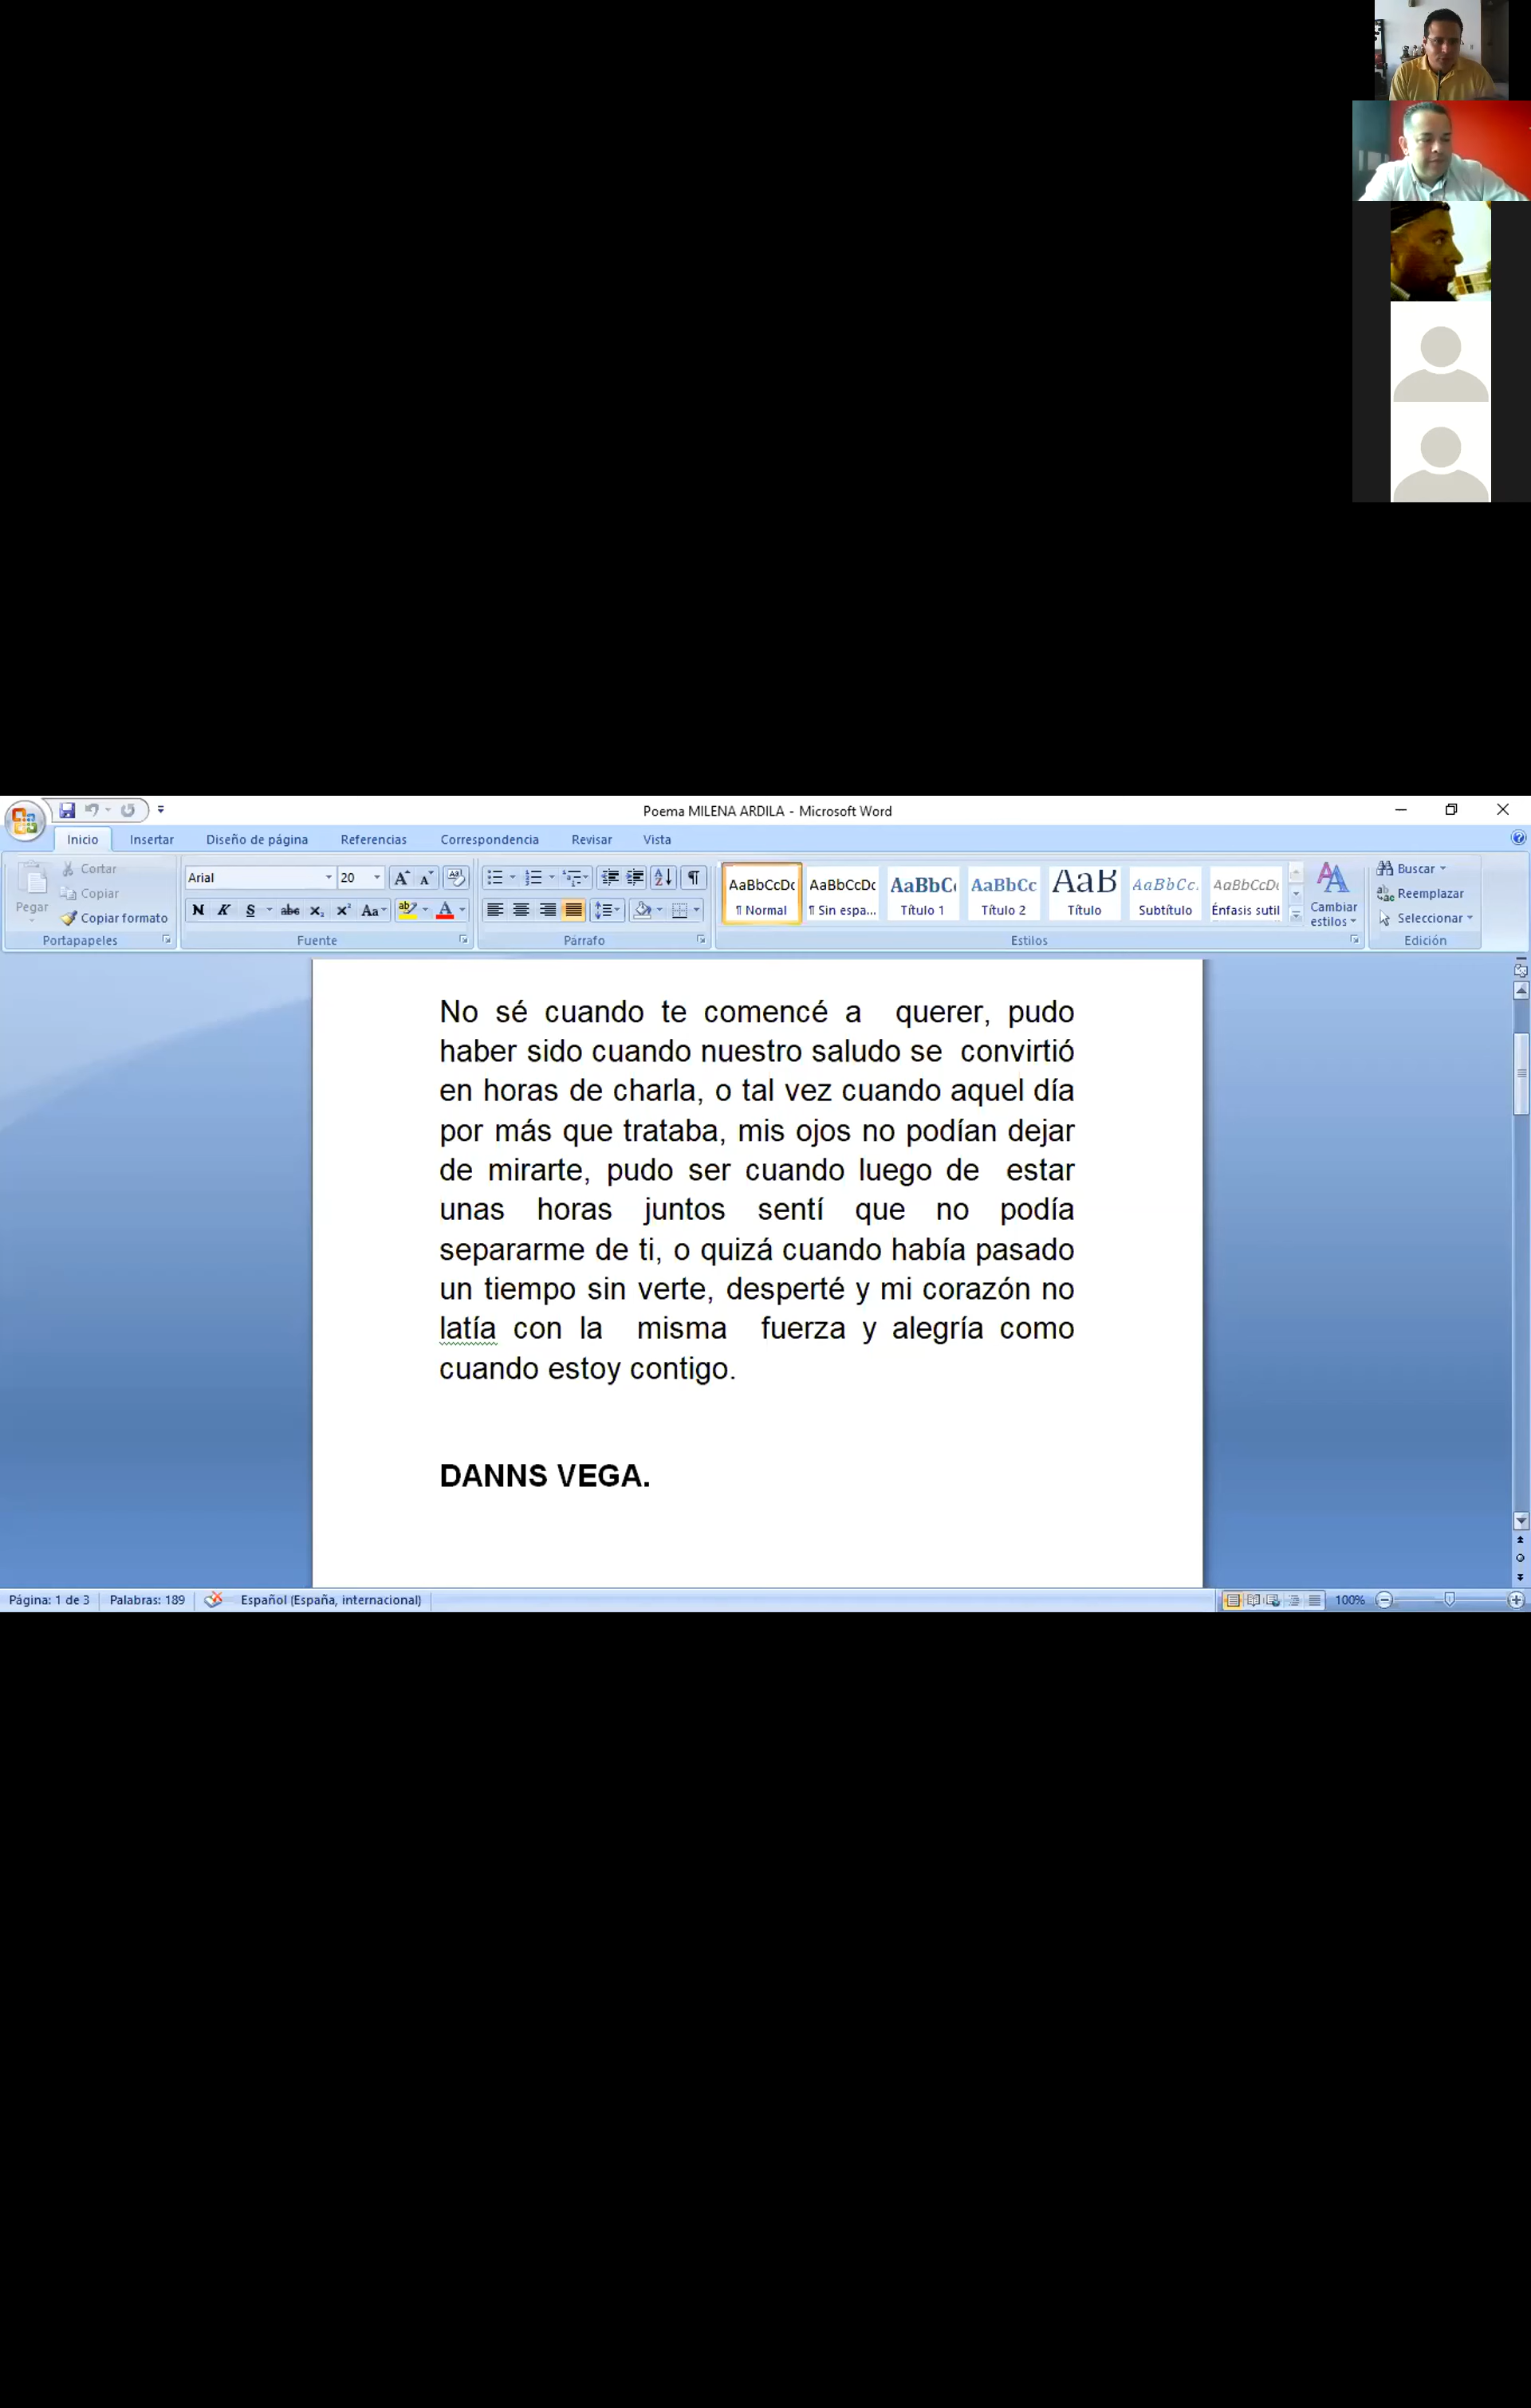 Poema MILENA ARDILA - Microsoft Word
Inicio Insertar Diseño de página Referencias Correspondencia Revisar Vista
Pegar
Cortar
Copiar
Copiar formato
Portapapeles
Arial 20
N K S abc x₂ x² Aa
Fuente
Párrafo
AaBbCcDc AaBbCcDc AaBbC AaBbCc AaB AaBbCc. AaBbCcDc
¶ Normal ¶ Sin espa... Título 1 Título 2 Título Subtítulo Énfasis sutil
Cambiar
estilos
Estilos
Buscar
Reemplazar
Seleccionar
Edición
No sé cuando te comencé a querer, pudo
haber sido cuando nuestro saludo se convirtió
en horas de charla, o tal vez cuando aquel día
por más que trataba, mis ojos no podían dejar
de mirarte, pudo ser cuando luego de estar
unas horas juntos sentí que no podía
separarme de ti, o quizá cuando había pasado
un tiempo sin verte, desperté y mi corazón no
latía con la misma fuerza y alegría como
cuando estoy contigo.
DANNS VEGA.
Página: 1 de 3 Palabras: 189 Español (España, internacional) 100%